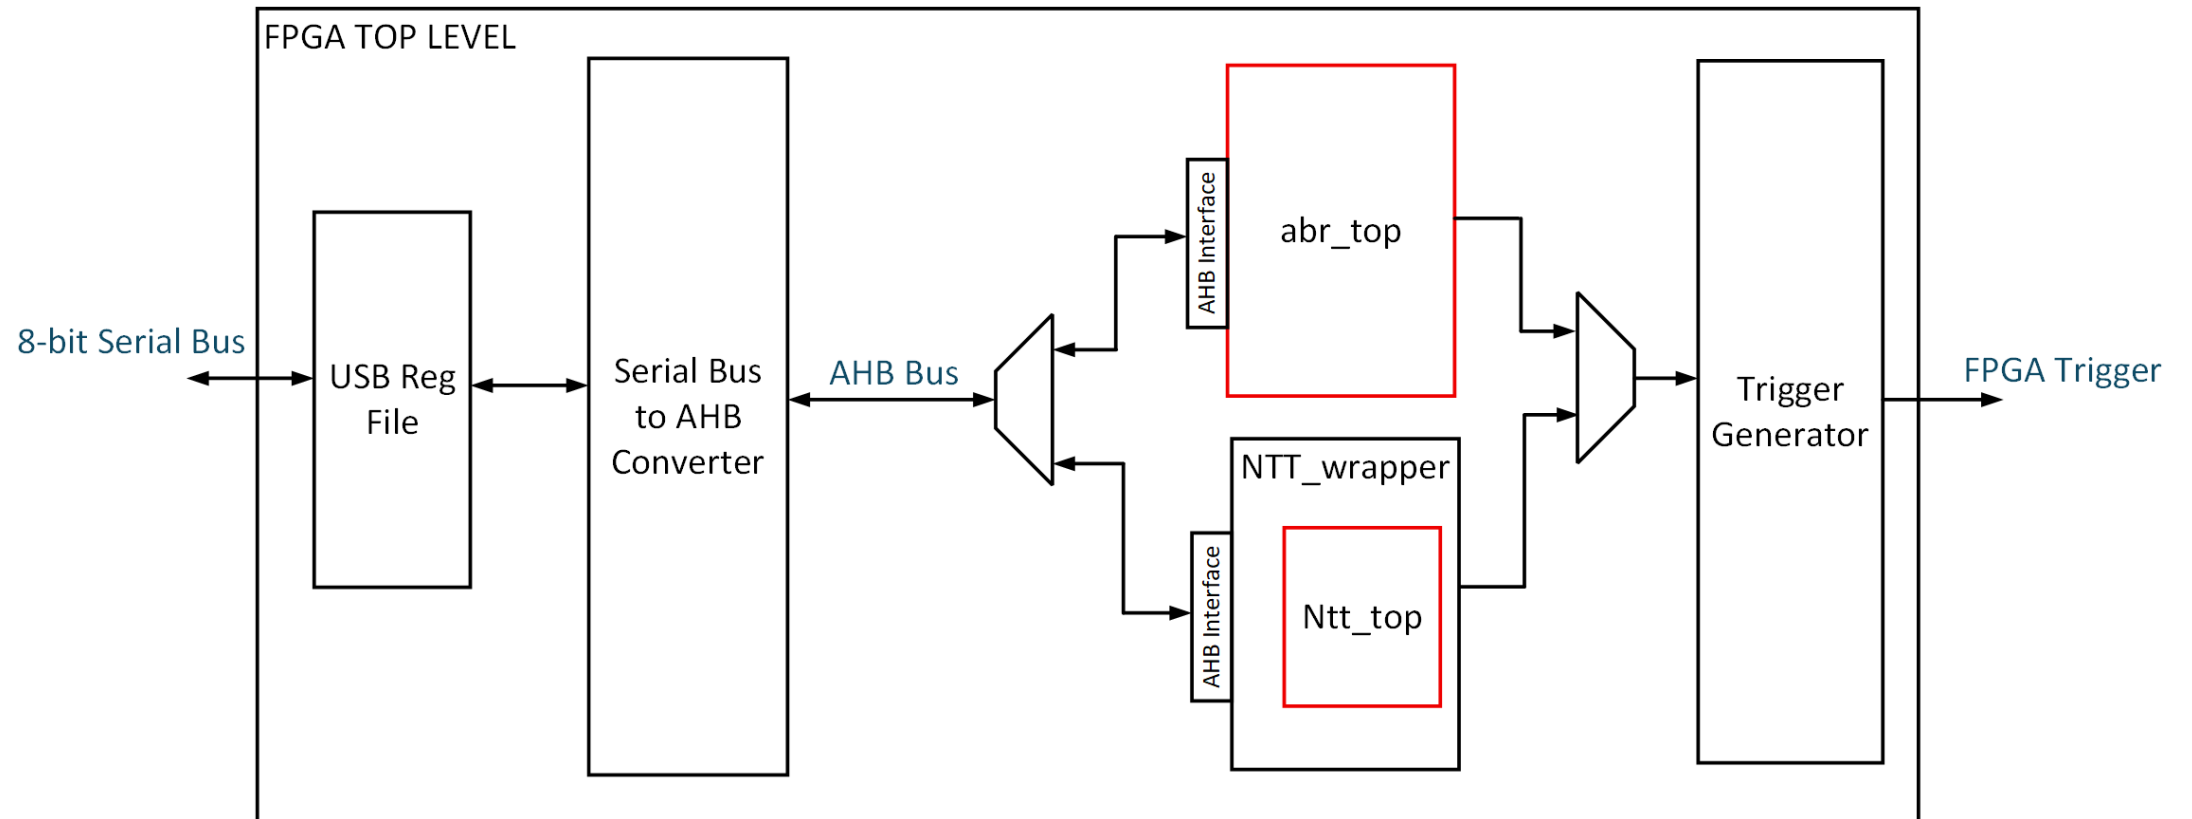 FPGA TOP LEVEL
8-bit Serial Bus
USB Reg
File
Serial Bus
to AHB
Converter
AHB Bus
AHB Interface
abr_top
NTT_wrapper
AHB Interface
Ntt_top
Trigger
Generator
FPGA Trigger